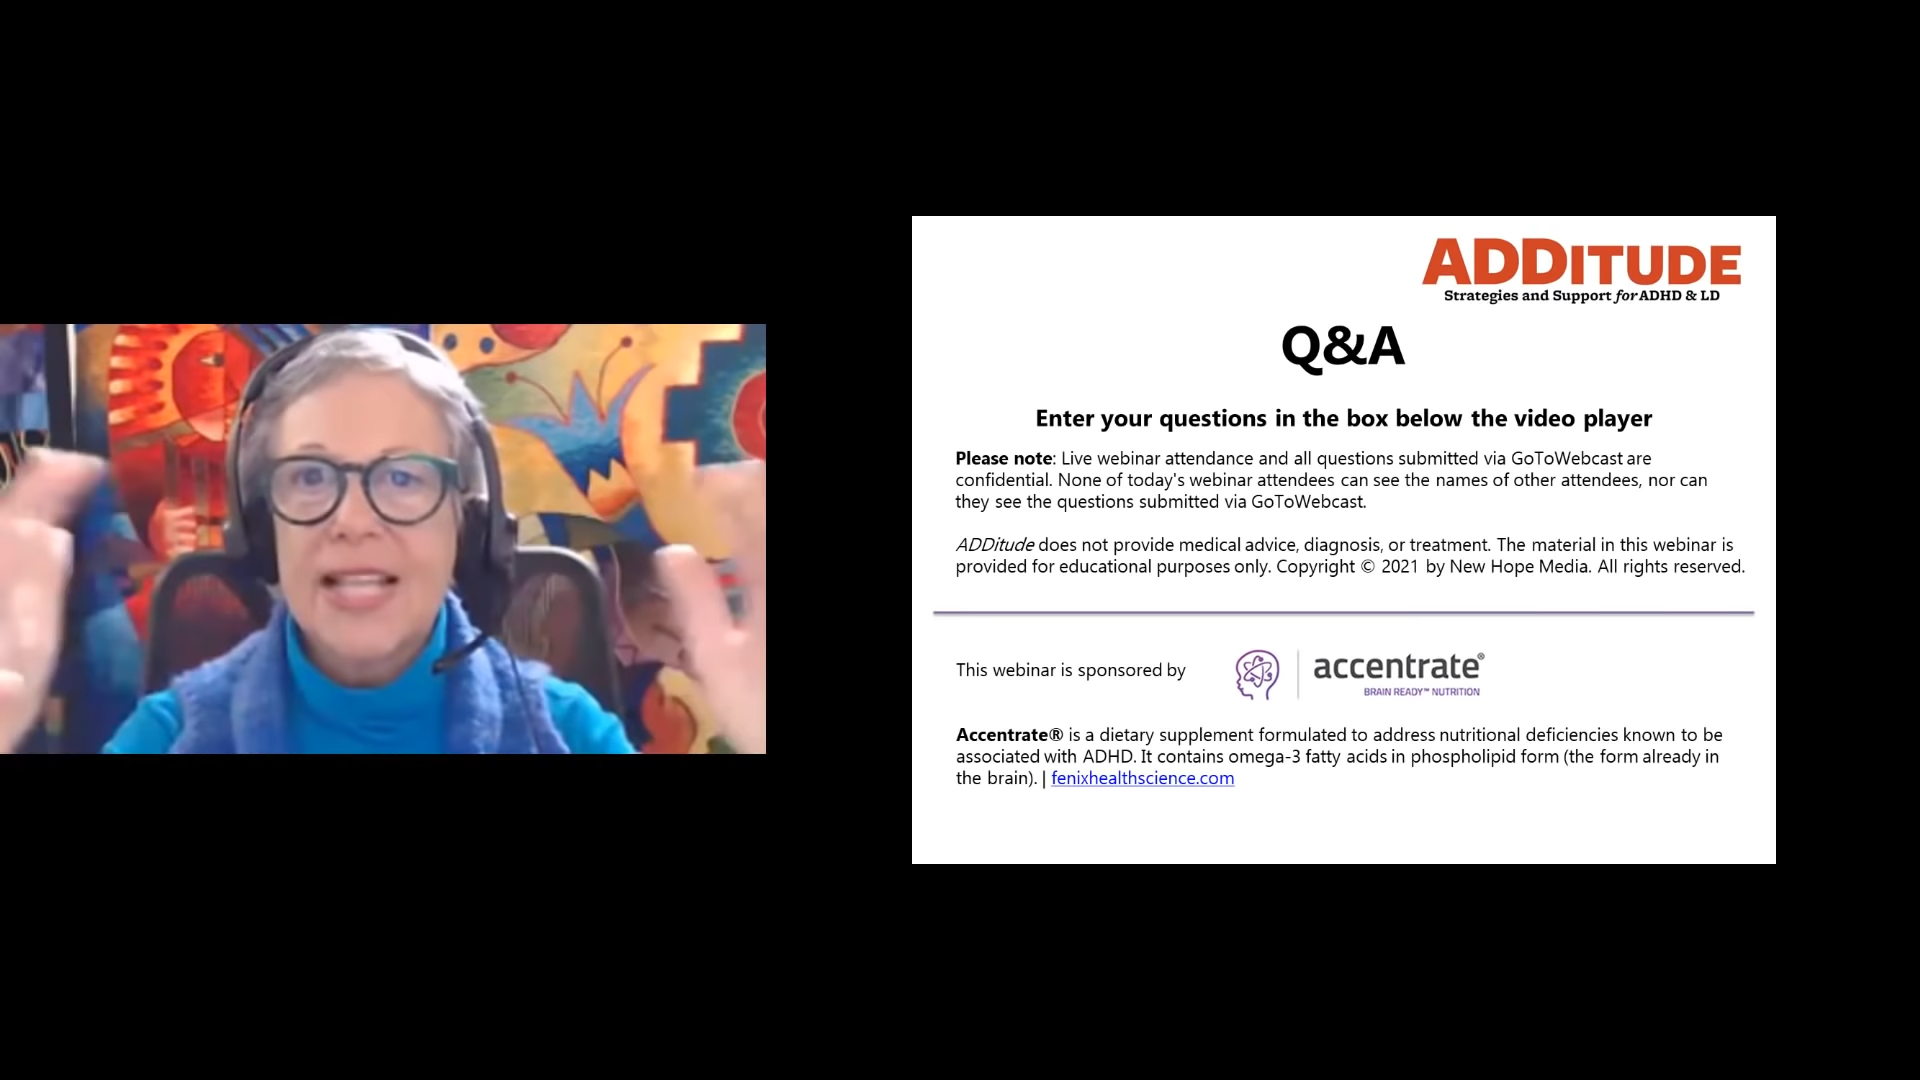 ADDITUDE
Strategies and Support for ADHD & LD
Q&A
Enter your questions in the box below the video player
Please note: Live webinar attendance and all questions submitted via GoToWebcast are
confidential. None of today's webinar attendees can see the names of other attendees, nor can
they see the questions submitted via GoToWebcast.
ADDitude does not provide medical advice, diagnosis, or treatment. The material in this webinar is
provided for educational purposes only. Copyright © 2021 by New Hope Media. All rights reserved.
This webinar is sponsored by
accentrate®
BRAIN READY™ NUTRITION
Accentrate® is a dietary supplement formulated to address nutritional deficiencies known to be
associated with ADHD. It contains omega-3 fatty acids in phospholipid form (the form already in
the brain). | fenixhealthscience.com